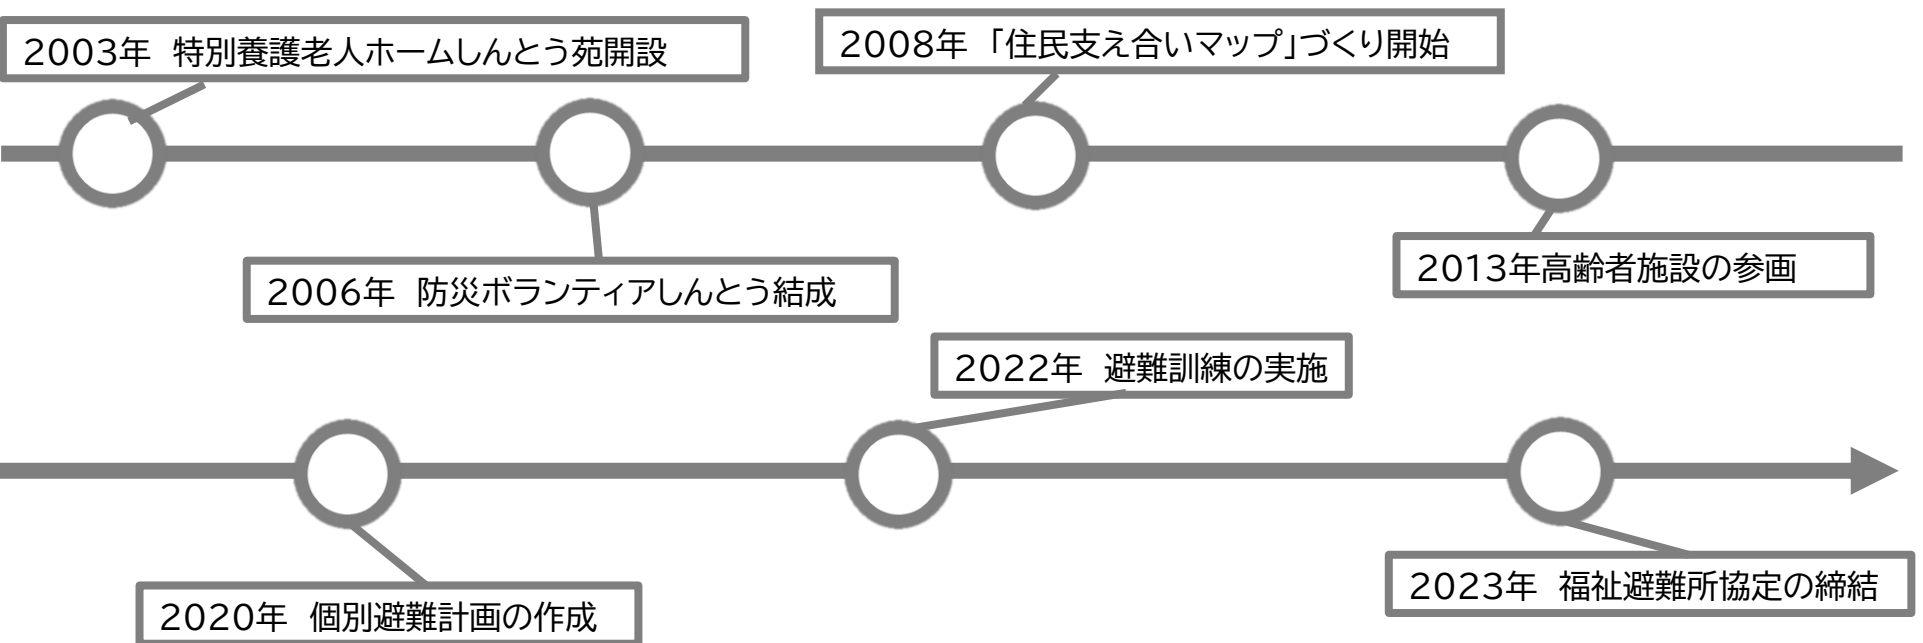 2003年 特別養護老人ホームしんとう苑開設
2008年 「住民支え合いマップ」づくり開始
2006年 防災ボランティアしんとう結成
2013年高齢者施設の参画
2022年 避難訓練の実施
2020年 個別避難計画の作成
2023年 福祉避難所協定の締結